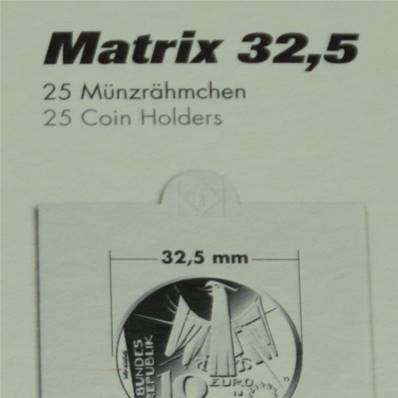 Matrix 32,5
25 Münzrähmchen
25 Coin Holders
32,5 mm
BUNDES
REPUBLIK
10
EURO